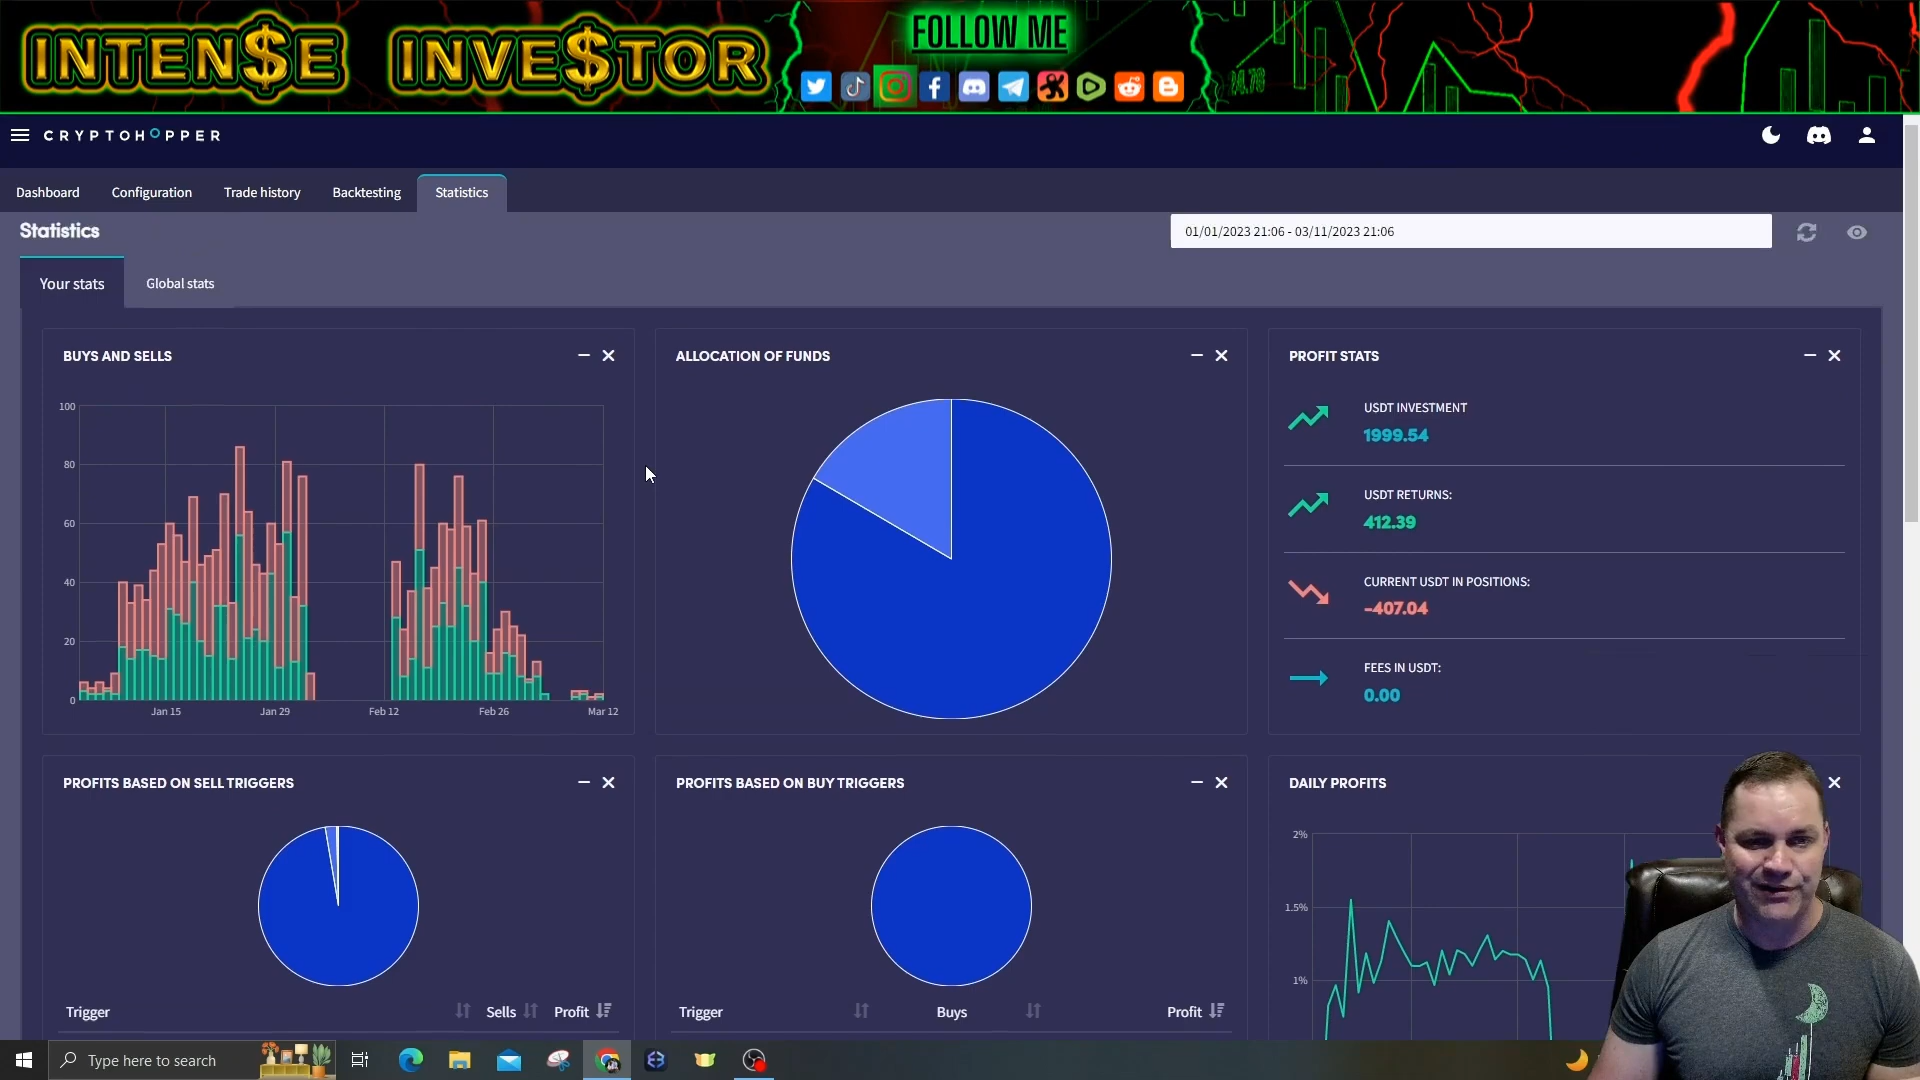 INTEN$E INVE$TOR
FOLLOW ME
24.78
CRYPTOHOPPER
Dashboard Configuration Trade history Backtesting Statistics
Statistics
01/01/2023 21:06 - 03/11/2023 21:06
Your stats Global stats
BUYS AND SELLS
100
80
60
40
20
0
Jan 15 Jan 29 Feb 12 Feb 26 Mar 12
ALLOCATION OF FUNDS
PROFIT STATS
USDT INVESTMENT
1999.54
USDT RETURNS:
412.39
CURRENT USDT IN POSITIONS:
-407.04
FEES IN USDT:
0.00
PROFITS BASED ON SELL TRIGGERS
Trigger Sells Profit
PROFITS BASED ON BUY TRIGGERS
Trigger Buys Profit
DAILY PROFITS
2%
1.5%
1%
Type here to search